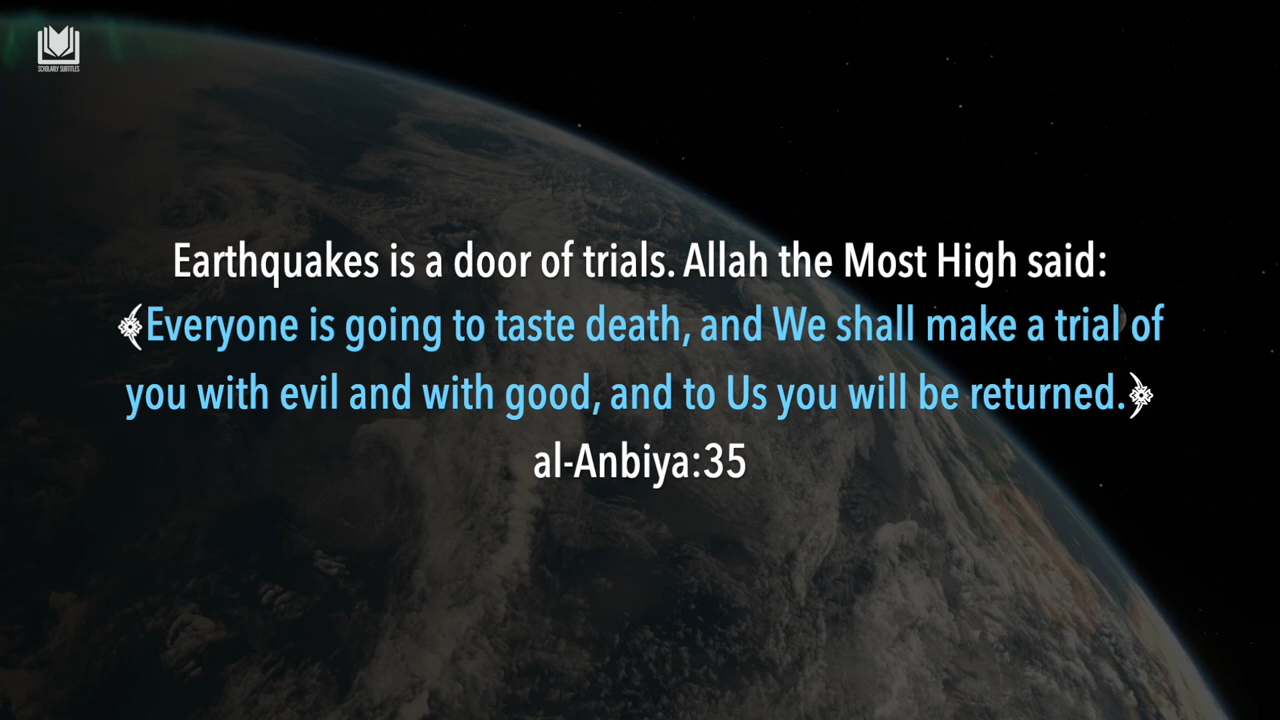 SCHOLARLY SUBTITLES
Earthquakes is a door of trials. Allah the Most High said:
﴾Everyone is going to taste death, and We shall make a trial of
you with evil and with good, and to Us you will be returned.﴿
al-Anbiya:35